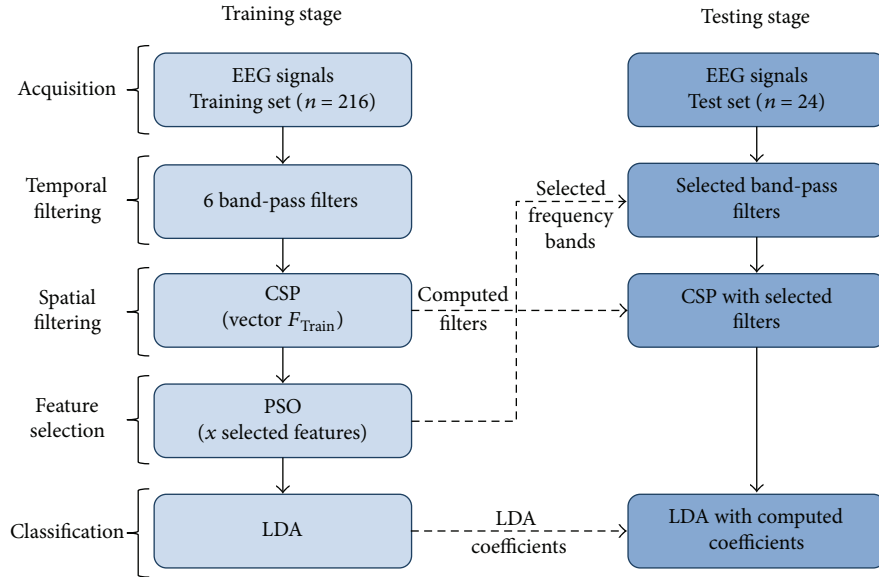 Training stage
Testing stage
Acquisition
EEG signals
Training set (n = 216)
EEG signals
Test set (n = 24)
Temporal
filtering
6 band-pass filters
Selected
frequency
bands
Selected band-pass
filters
Spatial
filtering
CSP
(vector F_Train)
Computed
filters
CSP with selected
filters
Feature
selection
PSO
(x selected features)
Classification
LDA
LDA
coefficients
LDA with computed
coefficients